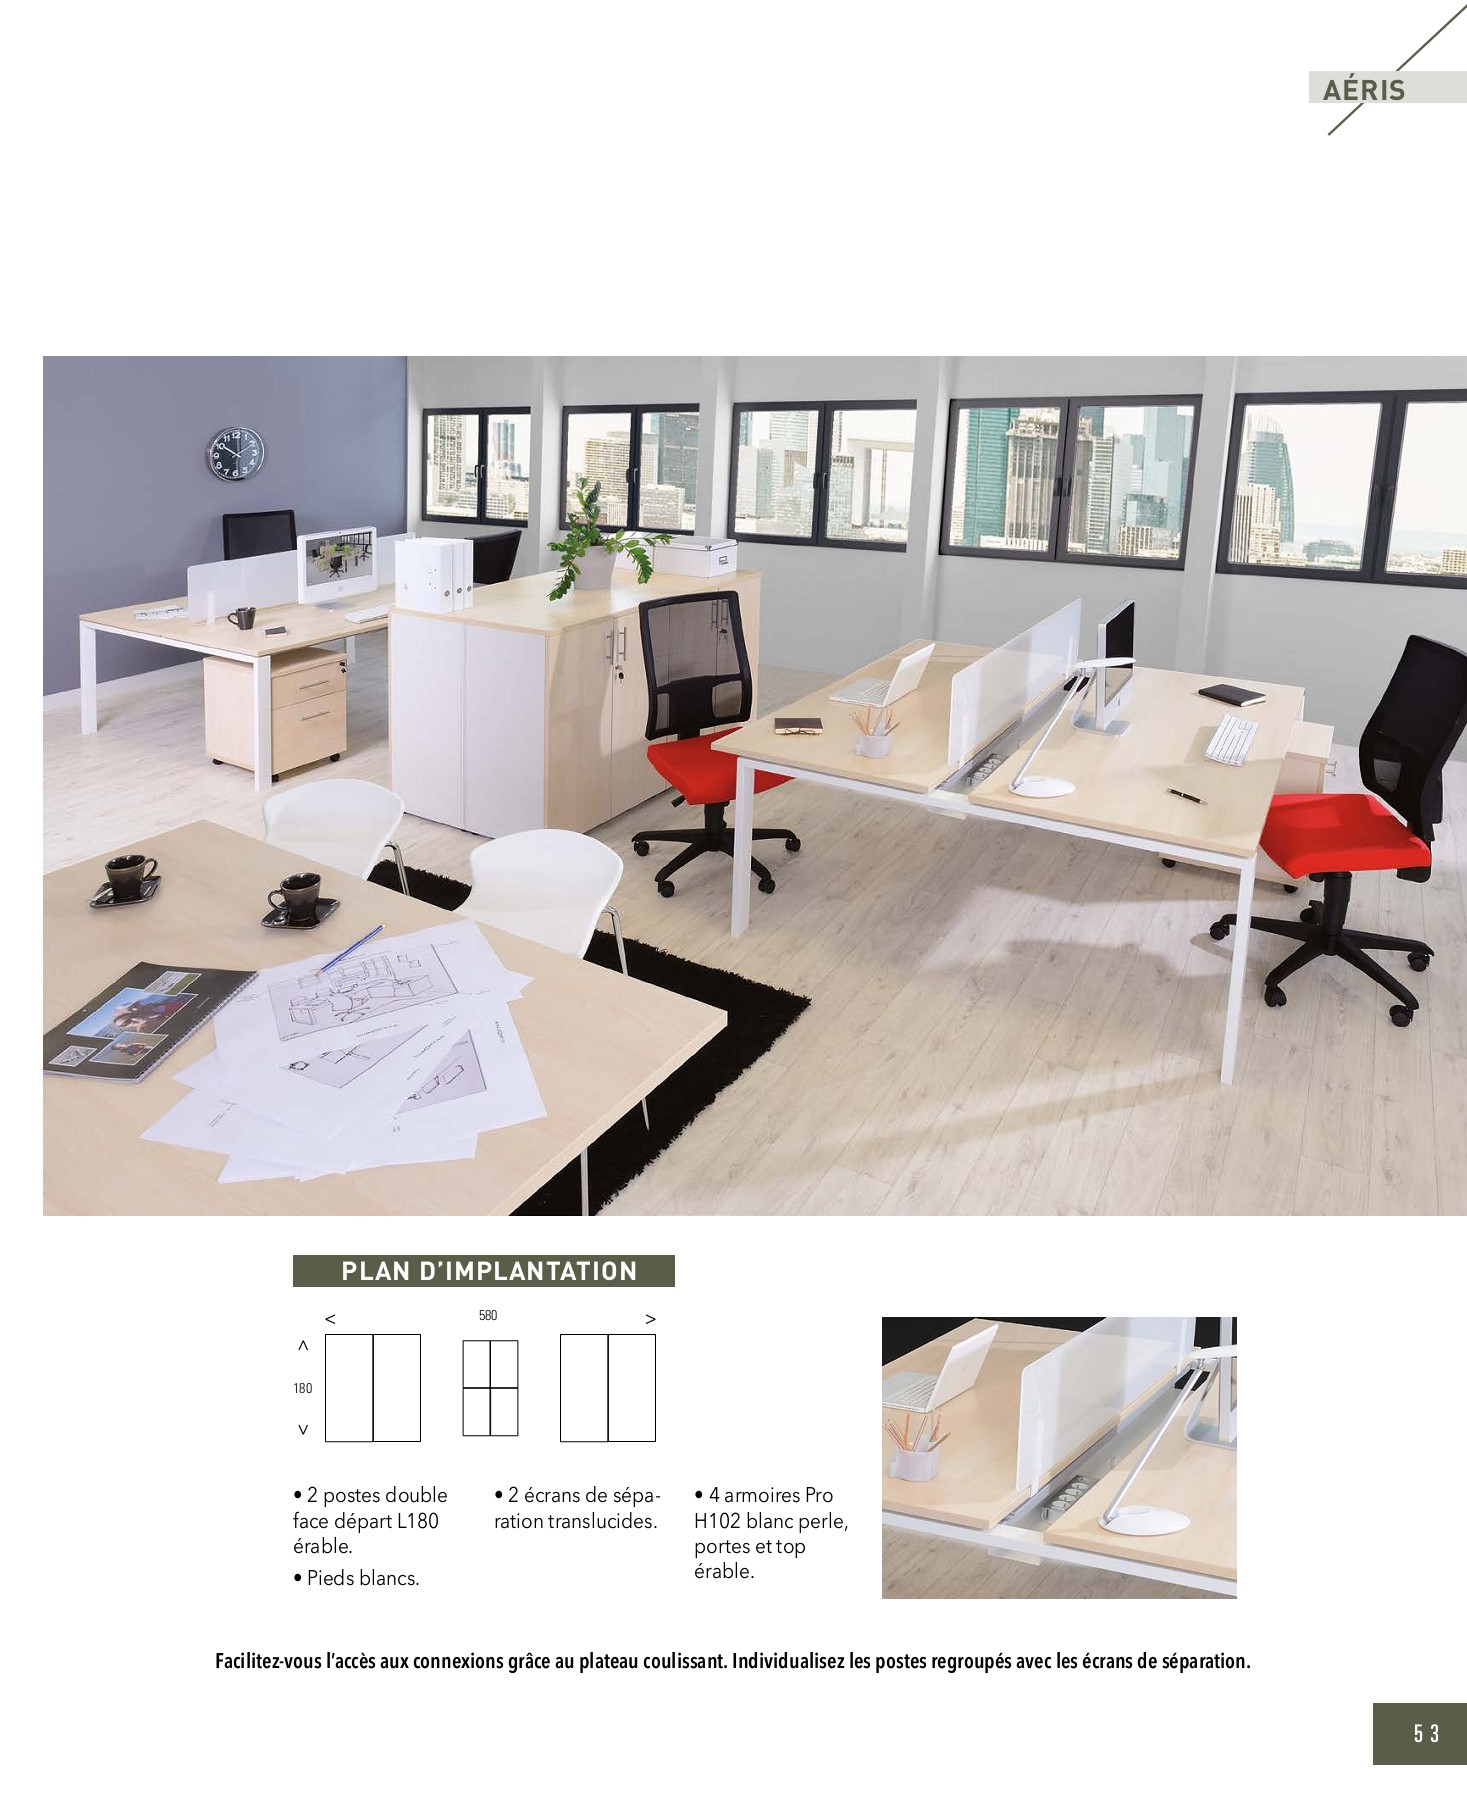 AÉRIS
PLAN D’IMPLANTATION
< 580 >
180
• 2 postes double
face départ L180
érable.
• Pieds blancs.
• 2 écrans de sépa-
ration translucides.
• 4 armoires Pro
H102 blanc perle,
portes et top
érable.
Facilitez-vous l’accès aux connexions grâce au plateau coulissant. Individualisez les postes regroupés avec les écrans de séparation.
53